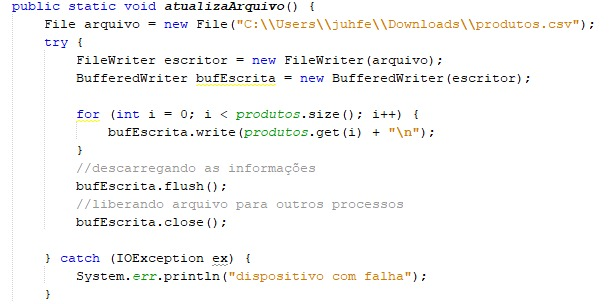 public static void atualizaArquivo() {
File arquivo = new File("C:\\Users\\juhfe\\Downloads\\produtos.csv");
try {
FileWriter escritor = new FileWriter(arquivo);
BufferedWriter bufEscrita = new BufferedWriter(escritor);
for (int i = 0; i < produtos.size(); i++) {
bufEscrita.write(produtos.get(i) + "\n");
}
//descarregando as informações
bufEscrita.flush();
//liberando arquivo para outros processos
bufEscrita.close();
} catch (IOException ex) {
System.err.println("dispositivo com falha");
}